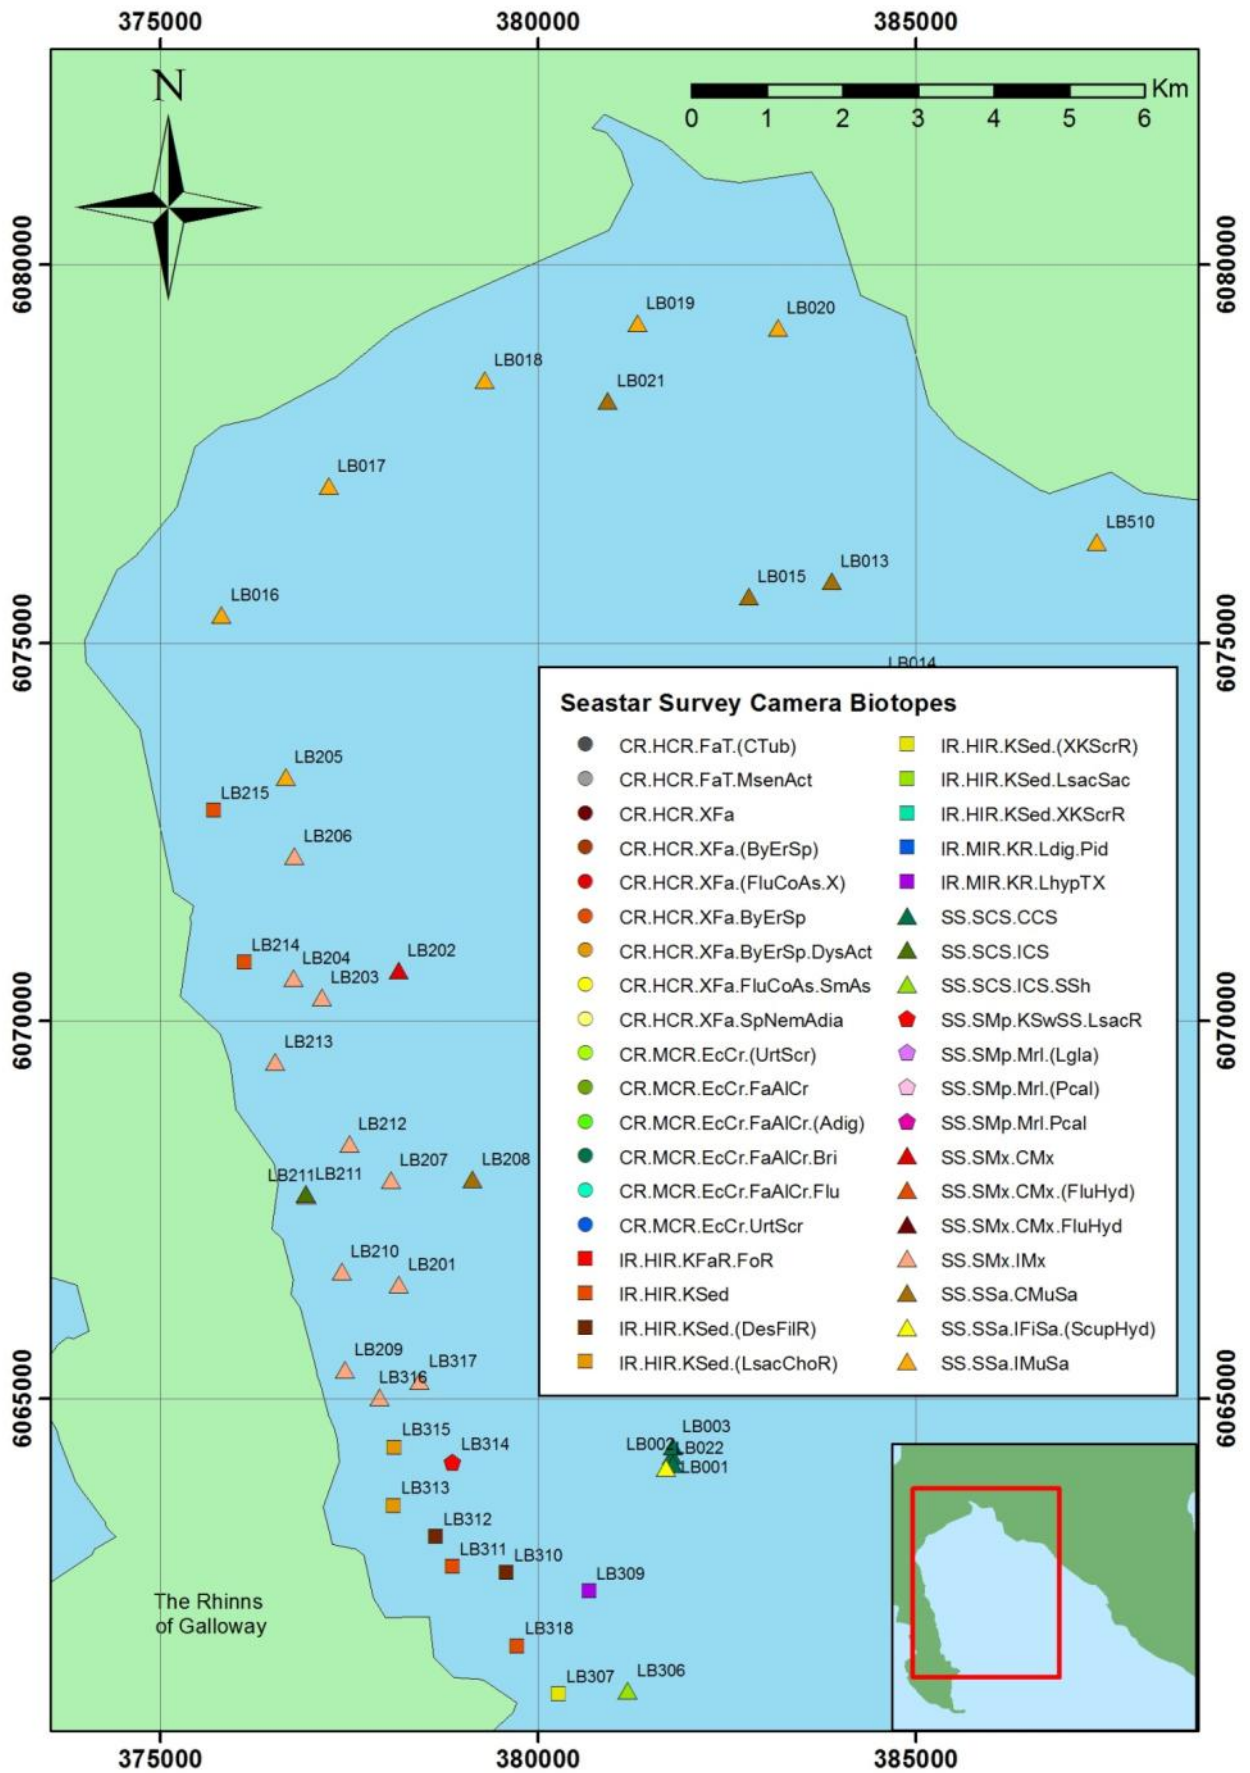 375000 380000 385000
N
Km
0 1 2 3 4 5 6
6080000 6080000
LB019
LB020
LB018
LB021
LB017
LB510
LB013
LB015
LB016
6075000 6075000
LB014
Seastar Survey Camera Biotopes
CR.HCR.FaT.(CTub)
CR.HCR.FaT.MsenAct
CR.HCR.XFa
CR.HCR.XFa.(ByErSp)
CR.HCR.XFa.(FluCoAs.X)
CR.HCR.XFa.ByErSp
CR.HCR.XFa.ByErSp.DysAct
CR.HCR.XFa.FluCoAs.SmAs
CR.HCR.XFa.SpNemAdia
CR.MCR.EcCr.(UrtScr)
CR.MCR.EcCr.FaAlCr
CR.MCR.EcCr.FaAlCr.(Adig)
CR.MCR.EcCr.FaAlCr.Bri
CR.MCR.EcCr.FaAlCr.Flu
CR.MCR.EcCr.UrtScr
IR.HIR.KFaR.FoR
IR.HIR.KSed
IR.HIR.KSed.(DesFilR)
IR.HIR.KSed.(LsacChoR)
IR.HIR.KSed.(XKScrR)
IR.HIR.KSed.LsacSac
IR.HIR.KSed.XKScrR
IR.MIR.KR.Ldig.Pid
IR.MIR.KR.LhypTX
SS.SCS.CCS
SS.SCS.ICS
SS.SCS.ICS.SSh
SS.SMp.KSwSS.LsacR
SS.SMp.Mrl.(Lgla)
SS.SMp.Mrl.(Pcal)
SS.SMp.Mrl.Pcal
SS.SMx.CMx
SS.SMx.CMx.(FluHyd)
SS.SMx.CMx.FluHyd
SS.SMx.IMx
SS.SSa.CMuSa
SS.SSa.IFiSa.(ScupHyd)
SS.SSa.IMuSa
LB205
LB215
LB206
LB214
LB204
LB202
LB203
6070000 6070000
LB213
LB212
LB207
LB208
LB211 LB211
LB210
LB201
LB209
LB317
LB316
6065000 6065000
LB315
LB314
LB003
LB002
LB022
LB001
LB313
LB312
LB311
LB310
LB309
The Rhinns
of Galloway
LB318
LB307
LB306
375000 380000 385000